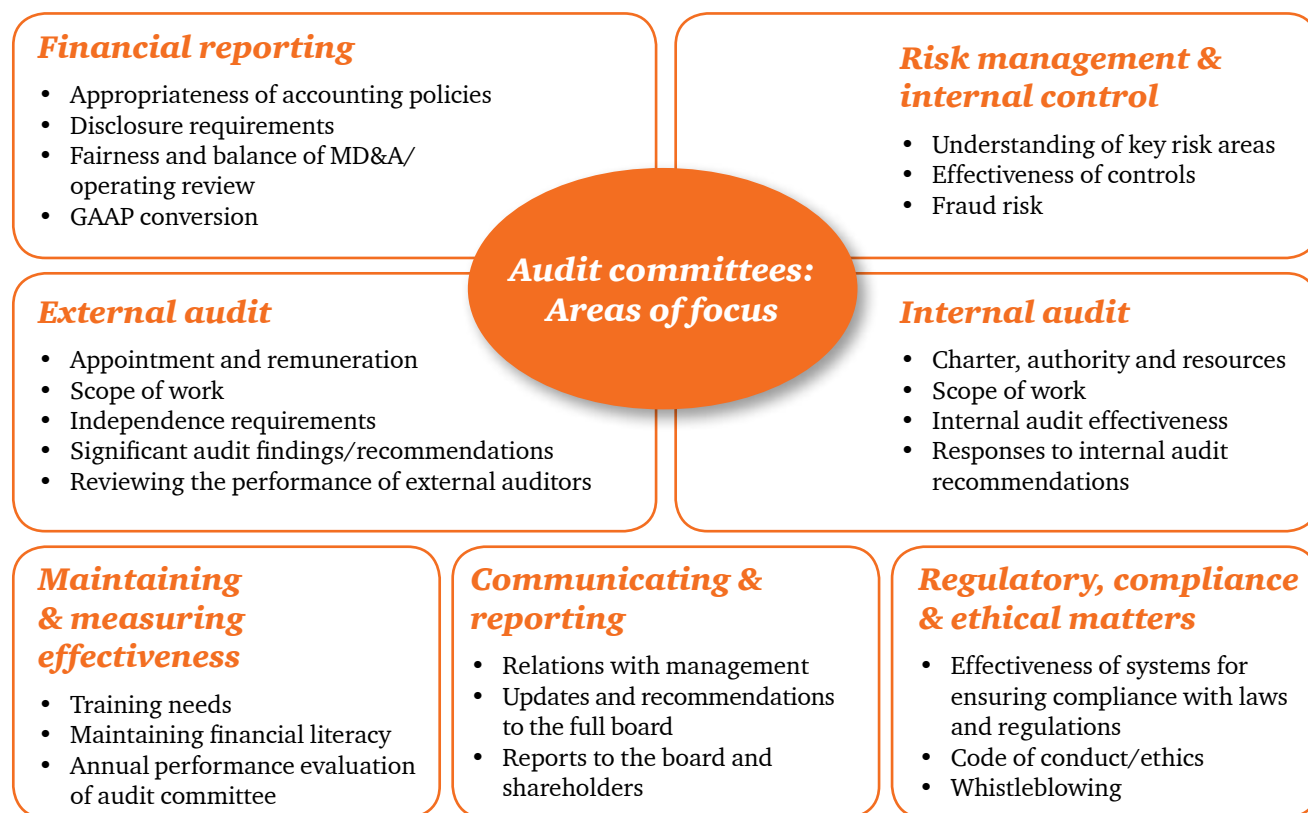 Financial reporting
• Appropriateness of accounting policies
• Disclosure requirements
• Fairness and balance of MD&A/
operating review
• GAAP conversion
Risk management &
internal control
• Understanding of key risk areas
• Effectiveness of controls
• Fraud risk
Audit committees:
Areas of focus
External audit
• Appointment and remuneration
• Scope of work
• Independence requirements
• Significant audit findings/recommendations
• Reviewing the performance of external auditors
Internal audit
• Charter, authority and resources
• Scope of work
• Internal audit effectiveness
• Responses to internal audit
recommendations
Maintaining
& measuring
effectiveness
• Training needs
• Maintaining financial literacy
• Annual performance evaluation
of audit committee
Communicating &
reporting
• Relations with management
• Updates and recommendations
to the full board
• Reports to the board and
shareholders
Regulatory, compliance
& ethical matters
• Effectiveness of systems for
ensuring compliance with laws
and regulations
• Code of conduct/ethics
• Whistleblowing